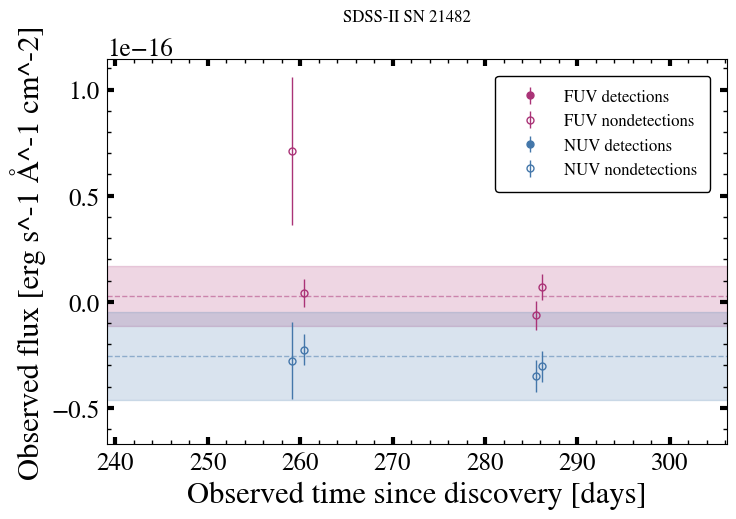 SDSS-II SN 21482
1e−16
Observed flux [erg s^-1 Å^-1 cm^-2]
1.0
0.5
0.0
−0.5
FUV detections
FUV nondetections
NUV detections
NUV nondetections
240 250 260 270 280 290 300
Observed time since discovery [days]